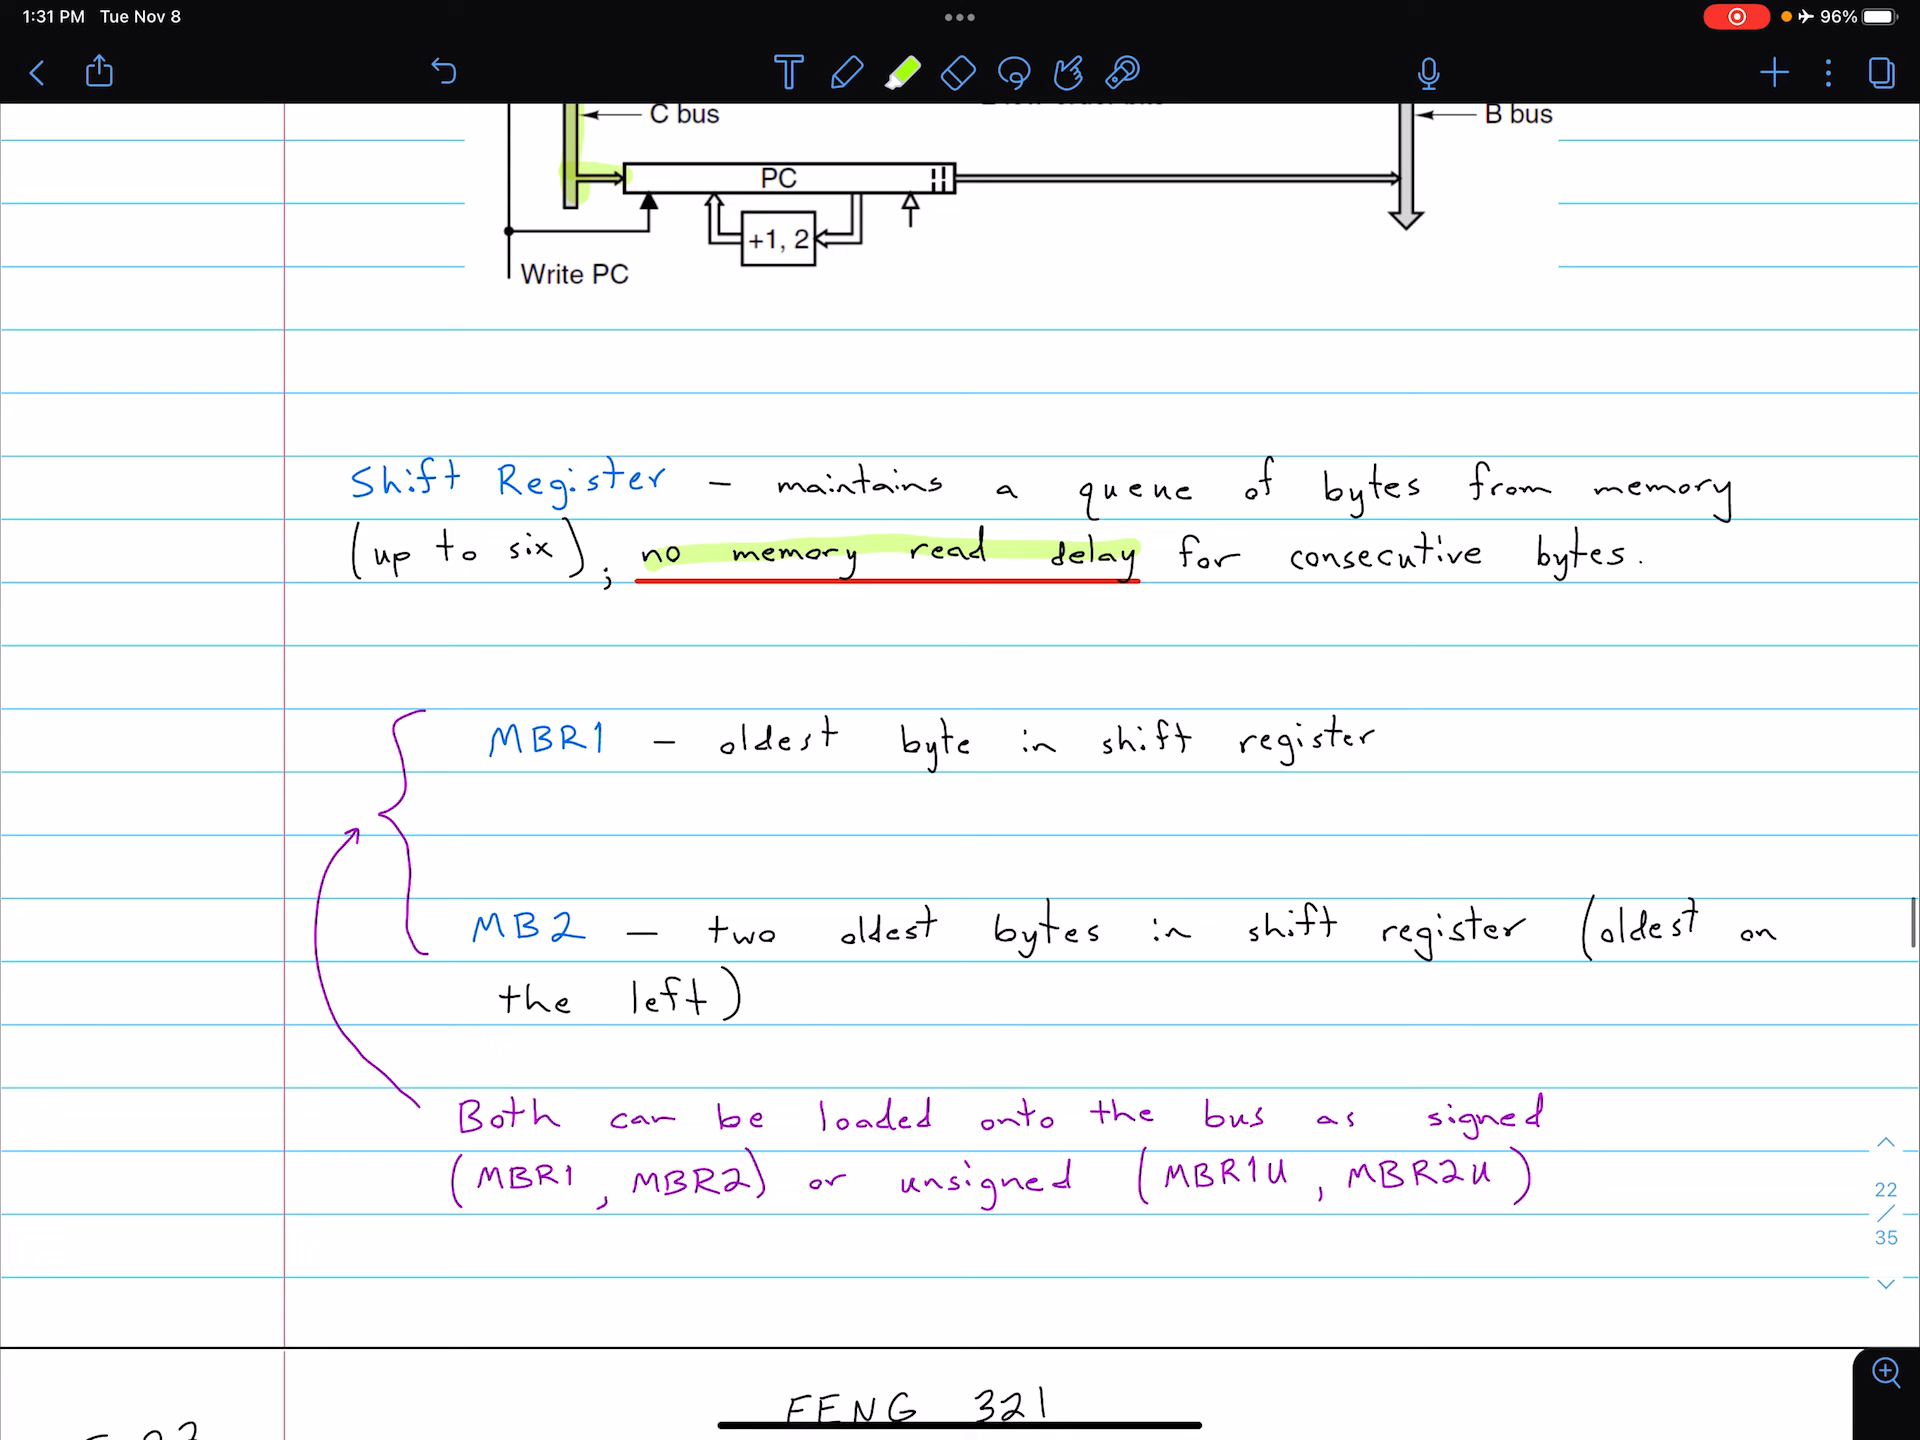 1:31 PM Tue Nov 8
96%
C bus
B bus
PC
+1, 2
Write PC
Shift Register – maintains a queue of bytes from memory
(up to six); no memory read delay for consecutive bytes.
MBR1 – oldest byte in shift register
MB2 – two oldest bytes in shift register (oldest on
the left)
Both can be loaded onto the bus as signed
(MBR1, MBR2) or unsigned (MBR1U, MBR2U)
22
/
35
EENG 321